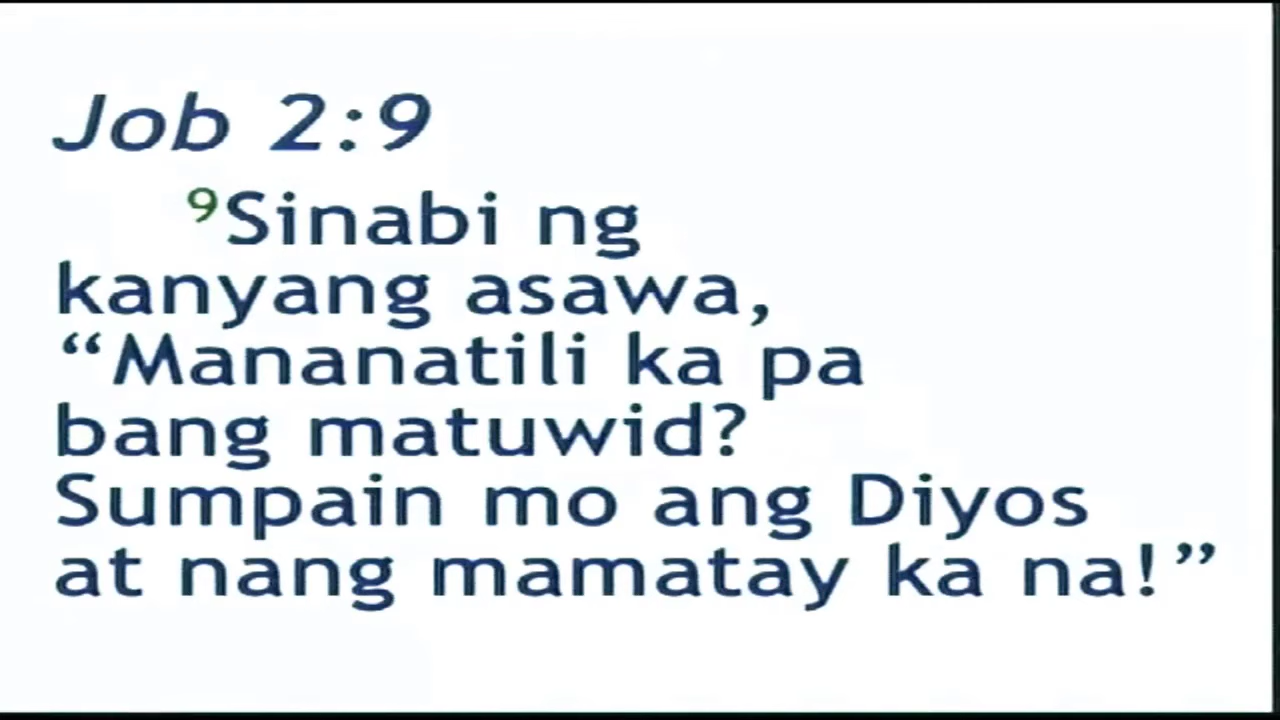 Job 2:9
⁹Sinabi ng
kanyang asawa,
“Mananatili ka pa
bang matuwid?
Sumpain mo ang Diyos
at nang mamatay ka na!”